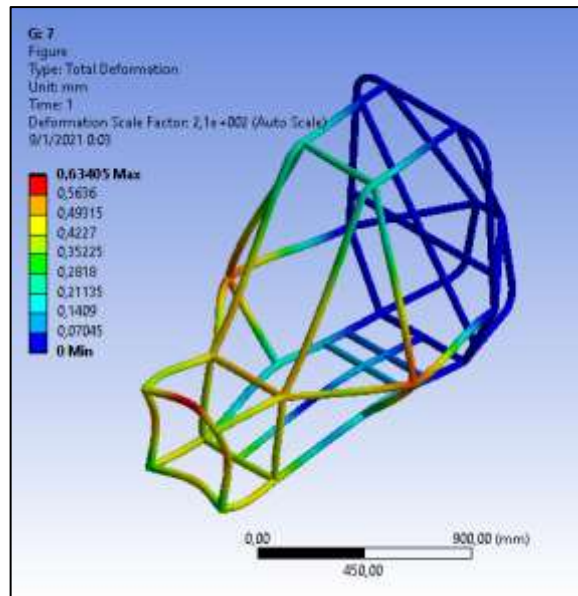 G: 7
Figure
Type: Total Deformation
Unit: mm
Time: 1
Deformation Scale Factor: 2,1e+002 (Auto Scale)
9/1/2021 0:03
0,63405 Max
0,5636
0,49315
0,4227
0,35225
0,2818
0,21135
0,1409
0,07045
0 Min
0,00
900,00 (mm)
450,00